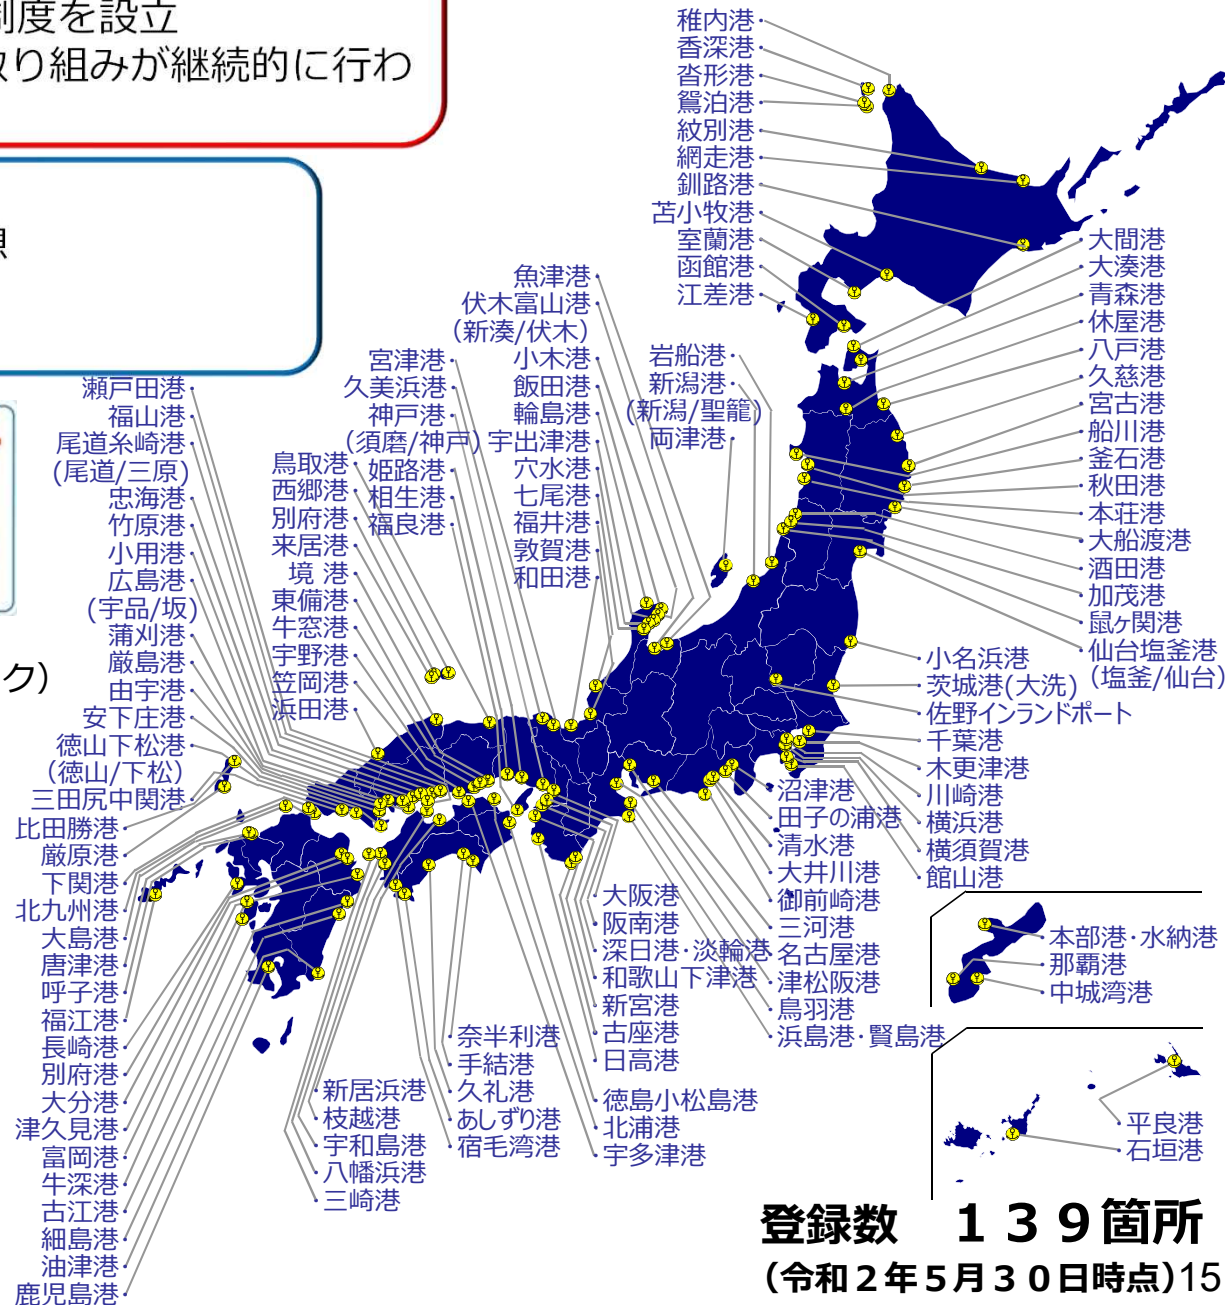 制度を設立
取り組みが継続的に行わ
ク)
稚内港
香深港
沓形港
鴛泊港
紋別港
網走港
釧路港
苫小牧港
室蘭港
函館港
江差港
大間港
大湊港
青森港
休屋港
八戸港
久慈港
宮古港
船川港
釜石港
秋田港
本荘港
大船渡港
酒田港
加茂港
鼠ヶ関港
仙台塩釜港
(塩釜/仙台)
魚津港
伏木富山港
(新湊/伏木)
小木港
飯田港
輪島港
宇出津港
穴水港
七尾港
福井港
敦賀港
和田港
岩船港
新潟港
(新潟/聖籠)
両津港
宮津港
久美浜港
神戸港
(須磨/神戸)
姫路港
相生港
福良港
鳥取港
西郷港
別府港
来居港
境 港
東備港
牛窓港
宇野港
笠岡港
浜田港
瀬戸田港
福山港
尾道糸崎港
(尾道/三原)
忠海港
竹原港
小用港
広島港
(宇品/坂)
蒲刈港
厳島港
由宇港
安下庄港
徳山下松港
(徳山/下松)
三田尻中関港
比田勝港
厳原港
下関港
北九州港
大島港
唐津港
呼子港
福江港
長崎港
別府港
大分港
津久見港
富岡港
牛深港
古江港
細島港
油津港
鹿児島港
小名浜港
茨城港(大洗)
佐野インランドポート
千葉港
木更津港
川崎港
横浜港
横須賀港
館山港
沼津港
田子の浦港
清水港
大井川港
御前崎港
三河港
名古屋港
津松阪港
鳥羽港
浜島港・賢島港
大阪港
阪南港
深日港・淡輪港
和歌山下津港
新宮港
古座港
日高港
徳島小松島港
北浦港
宇多津港
奈半利港
手結港
久礼港
あしずり港
宿毛湾港
新居浜港
枝越港
宇和島港
八幡浜港
三崎港
本部港・水納港
那覇港
中城湾港
平良港
石垣港
登録数 139箇所
(令和2年5月30日時点)15